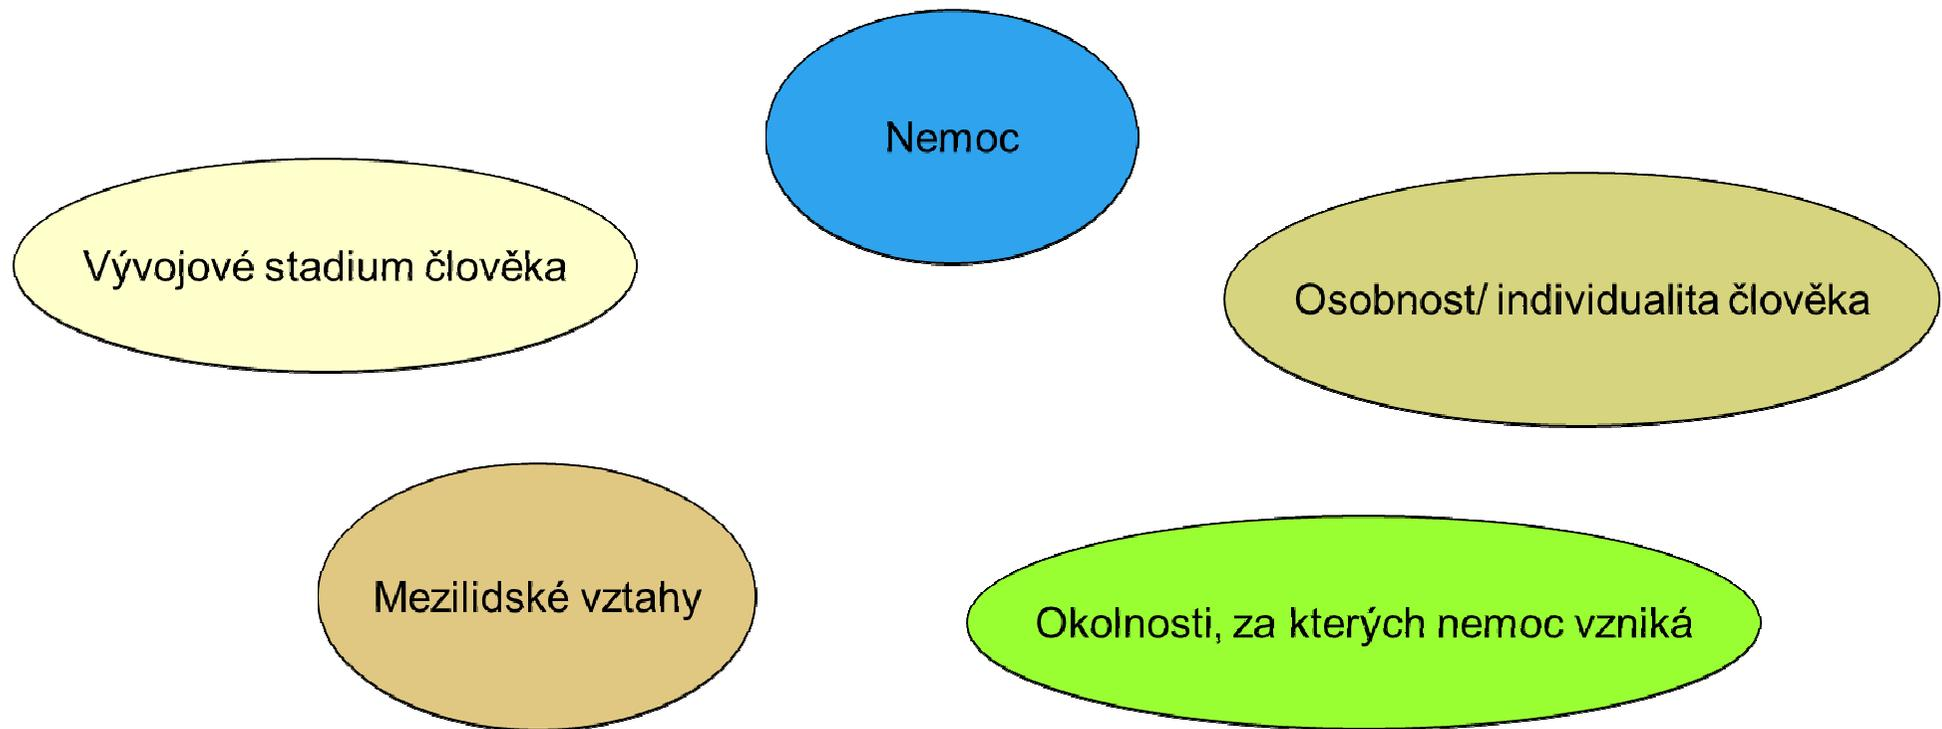 Nemoc
Vývojové stadium člověka
Osobnost/ individualita člověka
Mezilidské vztahy
Okolnosti, za kterých nemoc vzniká